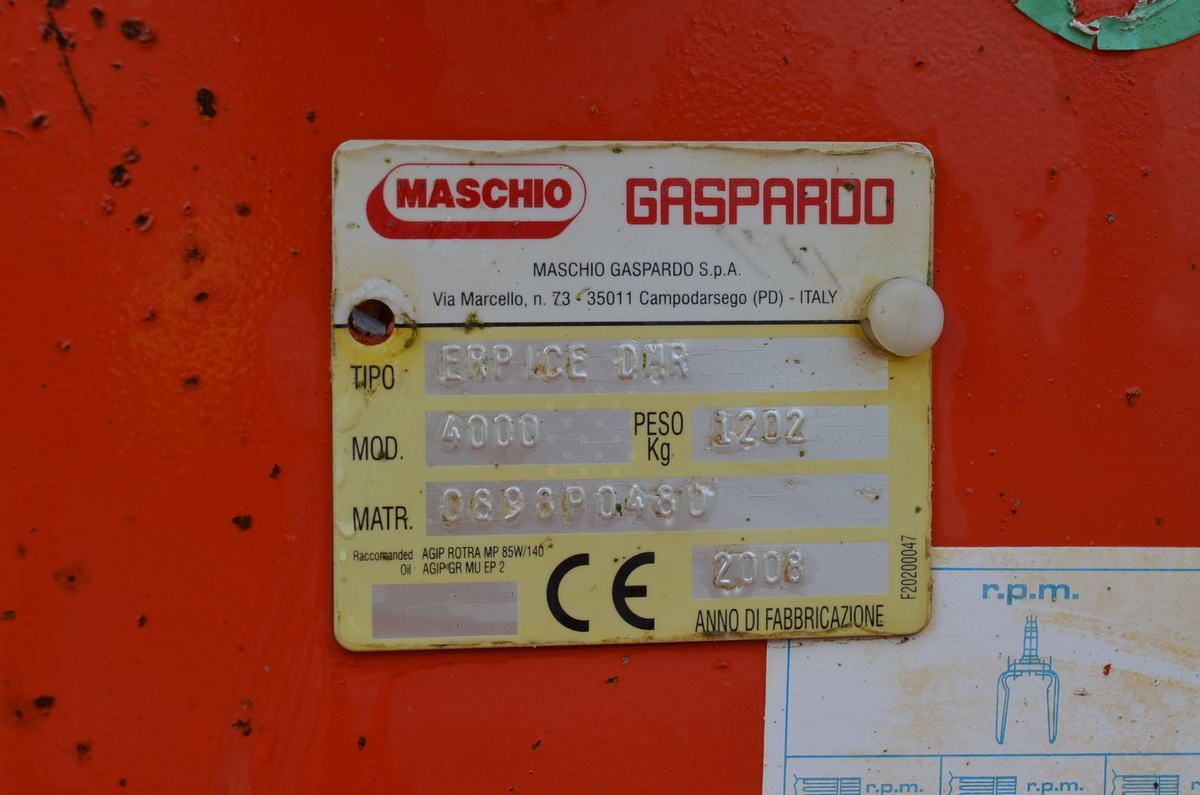 MASCHIO GASPARDO
MASCHIO GASPARDO S.p.A.
Via Marcello, n. 73 - 35011 Campodarsego (PD) - ITALY
TIPO ERPICE DMR
MOD. 4000 PESO Kg 1202
MATR. 0898P0480
Raccomanded Oil AGIP ROTRA MP 85W/140
AGIP GR MU EP 2
CE
2008
ANNO DI FABBRICAZIONE
F20200047
r.p.m.
r.p.m. r.p.m.